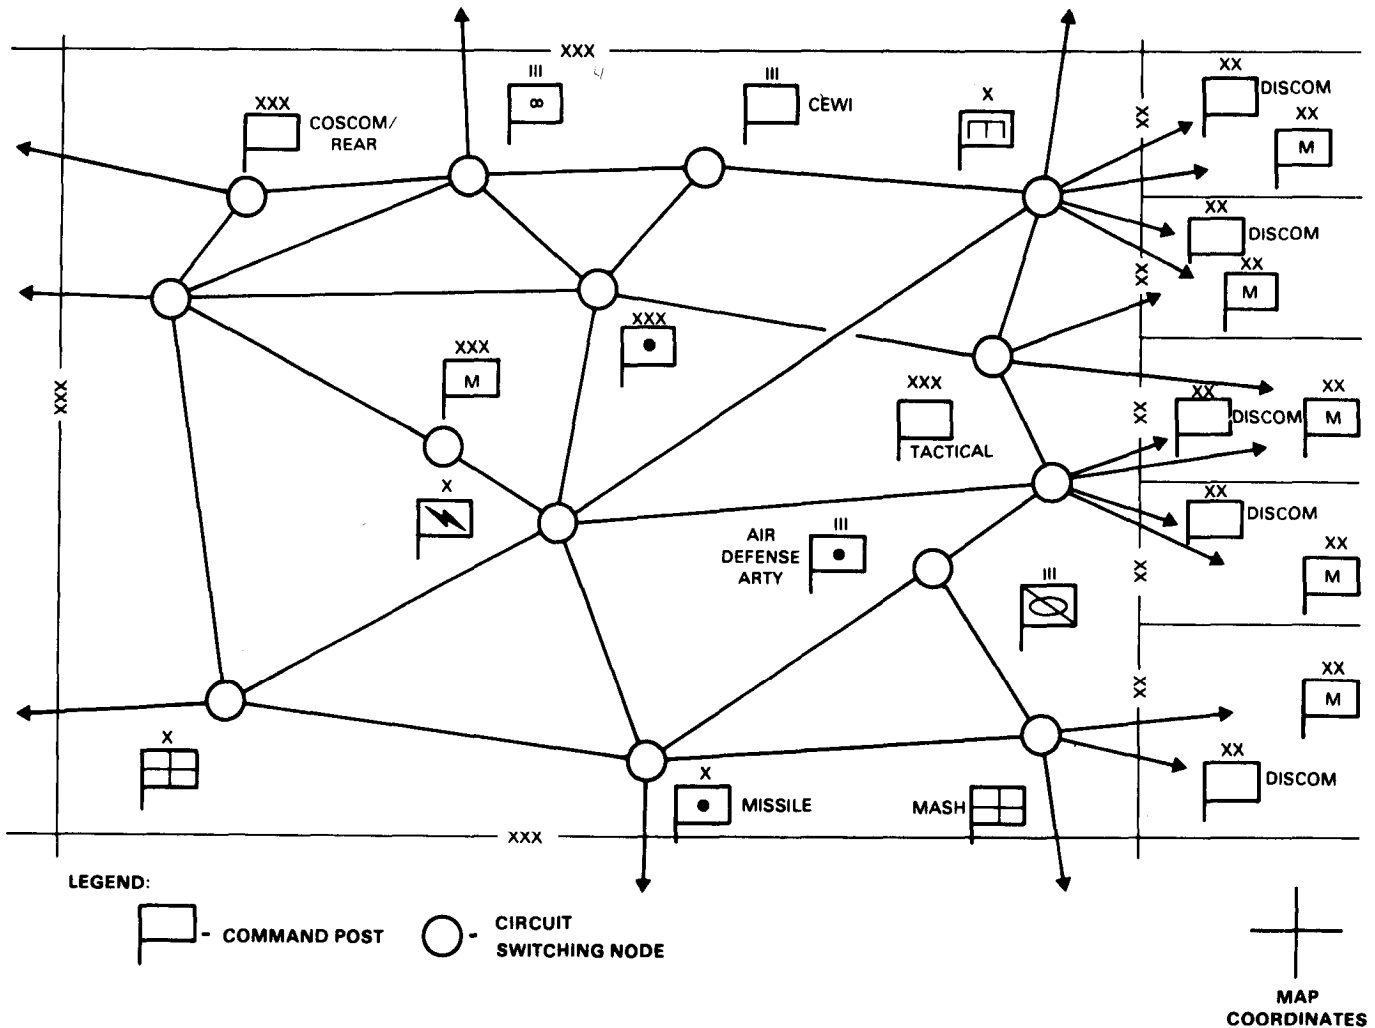 XXX
III
∞
III
CEWI
XXX
COSCOM/
REAR
X
XX
DISCOM
XX
M
XX
XX
DISCOM
XX
XX
M
XXX
XXX
XXX
M
XXX
TACTICAL
XX
XX
DISCOM
XX
M
X
XX
DISCOM
AIR
DEFENSE
ARTY
III
III
XX
XX
M
XX
XX
M
X
X
MISSILE
MASH
XX
DISCOM
XXX
LEGEND:
- COMMAND POST
- CIRCUIT
SWITCHING NODE
MAP
COORDINATES